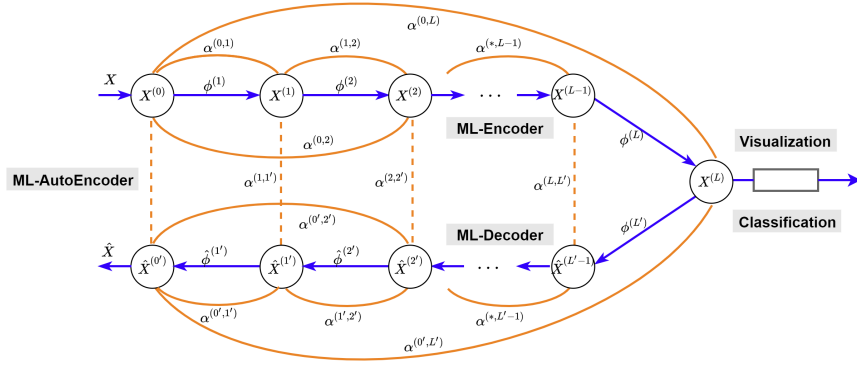 α^(0,L)
α^(0,1) α^(1,2) α^(*,L−1)
X ϕ^(1) ϕ^(2)
X^(0) X^(1) X^(2) ... X^(L−1)
ML-Encoder
α^(0,2)
ϕ^(L)
Visualization
ML-AutoEncoder
α^(1,1′) α^(2,2′) α^(L,L′)
X^(L)
α^(0′,2′)
ϕ^(L′)
Classification
ML-Decoder
X̂ ϕ̂^(1′) ϕ̂^(2′)
X̂^(0′) X̂^(1′) X̂^(2′) ... X̂^(L′−1)
α^(0′,1′) α^(1′,2′) α^(*,L′−1)
α^(0′,L′)